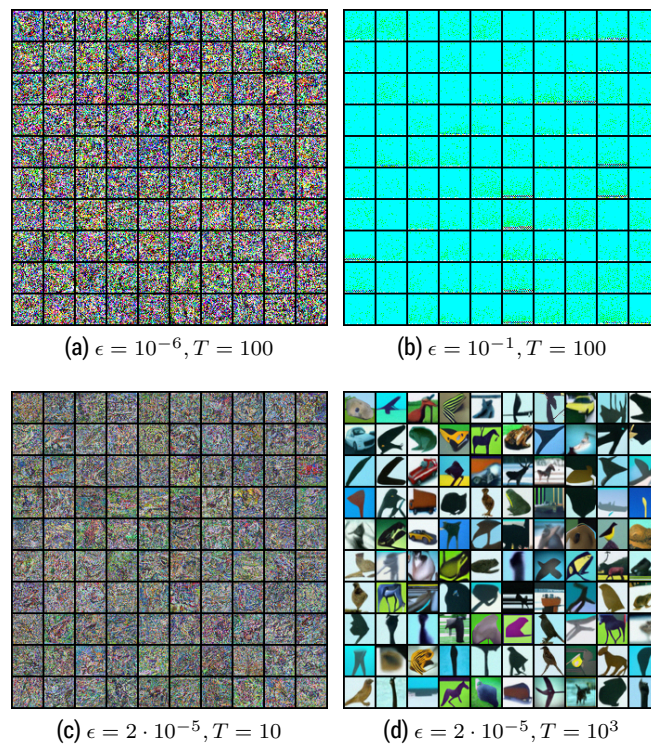 (a) ϵ = 10⁻⁶, T = 100
(b) ϵ = 10⁻¹, T = 100
(c) ϵ = 2 · 10⁻⁵, T = 10
(d) ϵ = 2 · 10⁻⁵, T = 10³